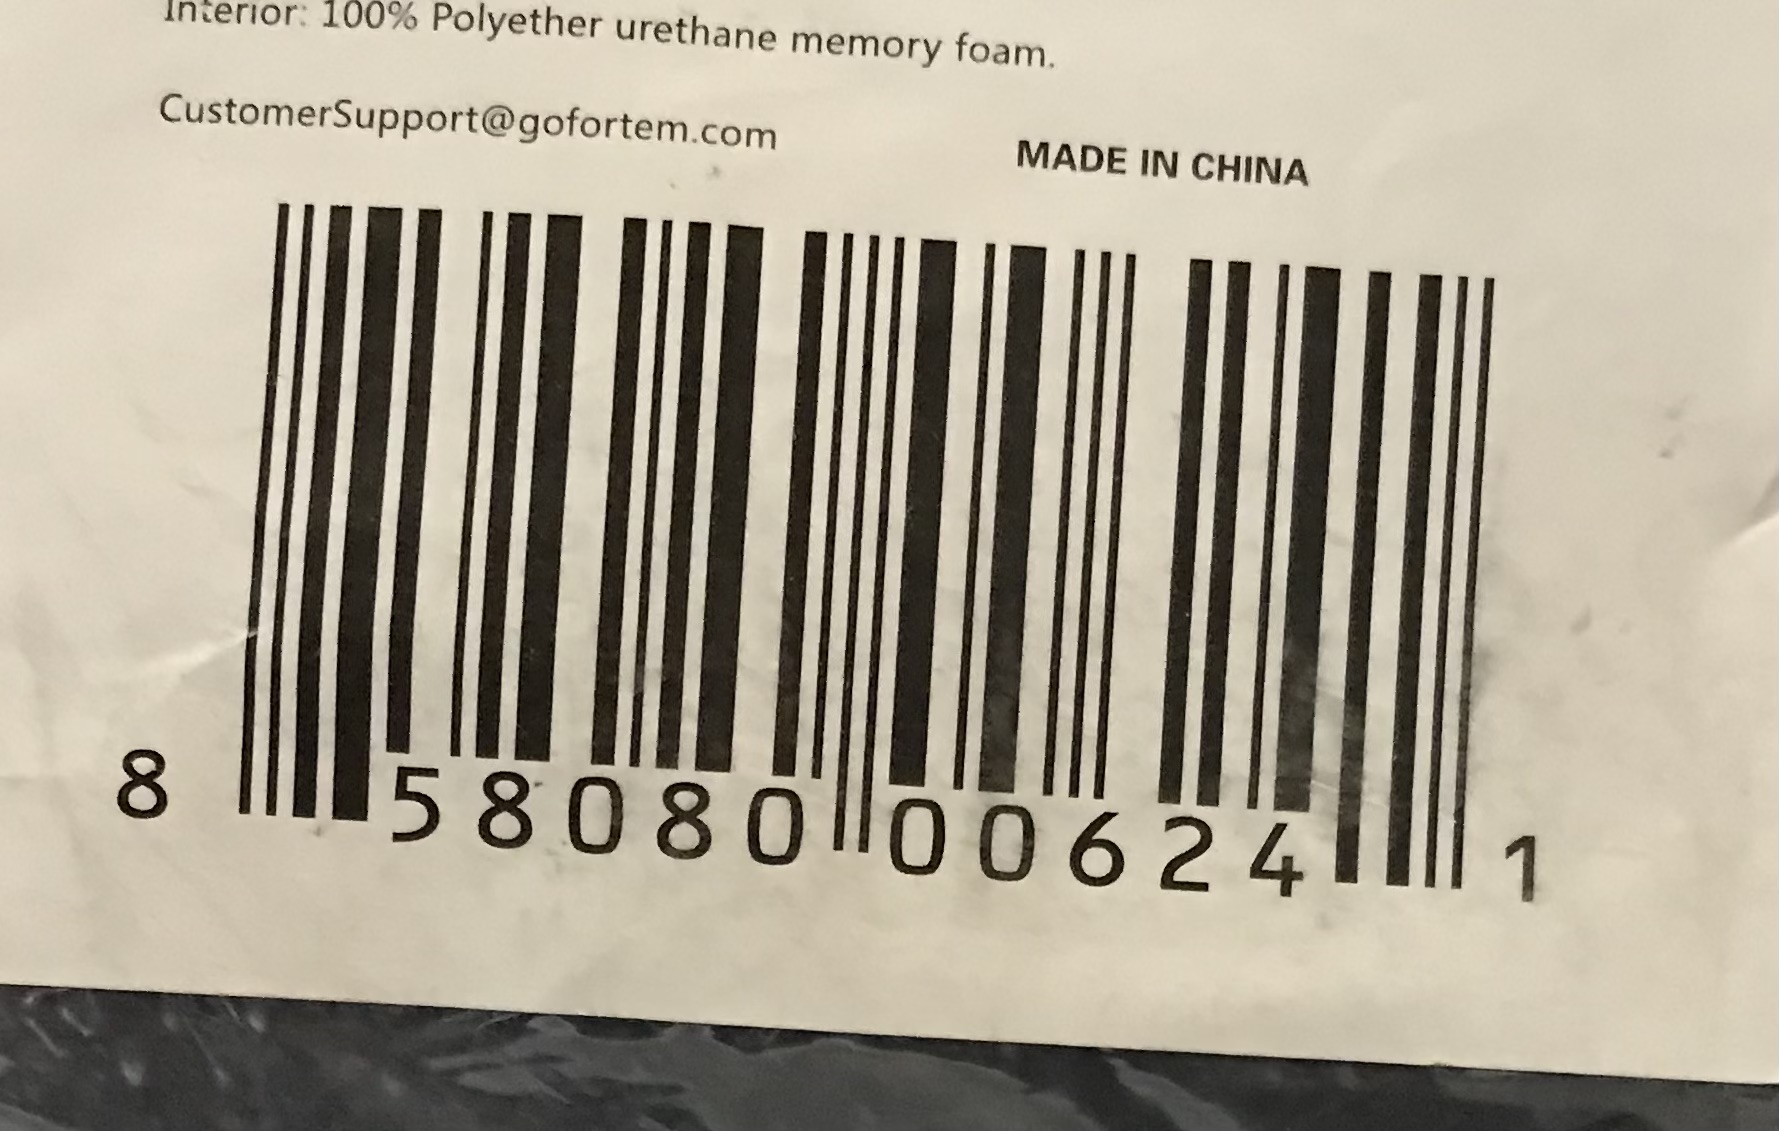 Interior: 100% Polyether urethane memory foam.
CustomerSupport@gofortem.com
MADE IN CHINA
8 58080 00624 1